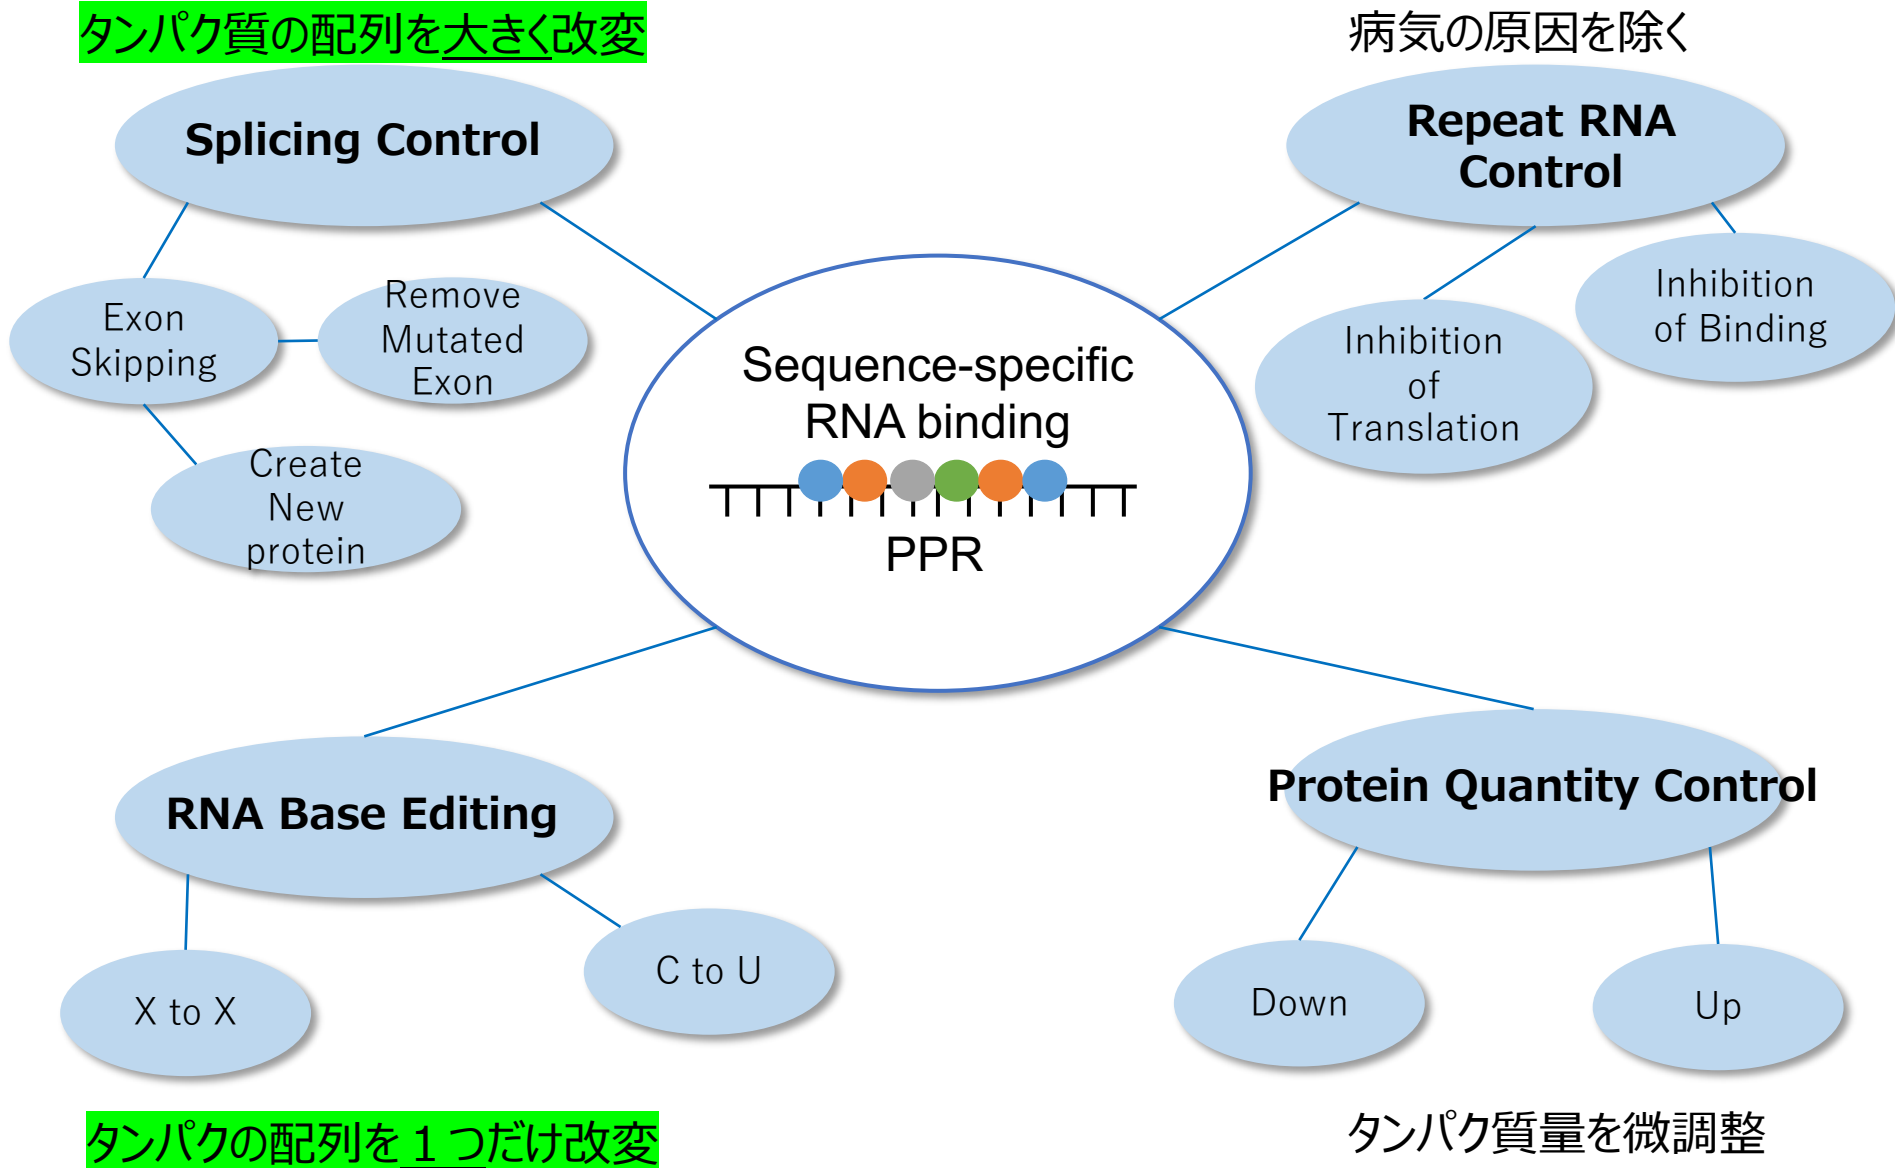 タンパク質の配列を大きく改変
病気の原因を除く
Splicing Control
Repeat RNA
Control
Exon
Skipping
Remove
Mutated
Exon
Create
New
protein
Sequence-specific
RNA binding
PPR
Inhibition
of
Translation
Inhibition
of Binding
RNA Base Editing
Protein Quantity Control
X to X
C to U
Down
Up
タンパクの配列を１つだけ改変
タンパク質量を微調整